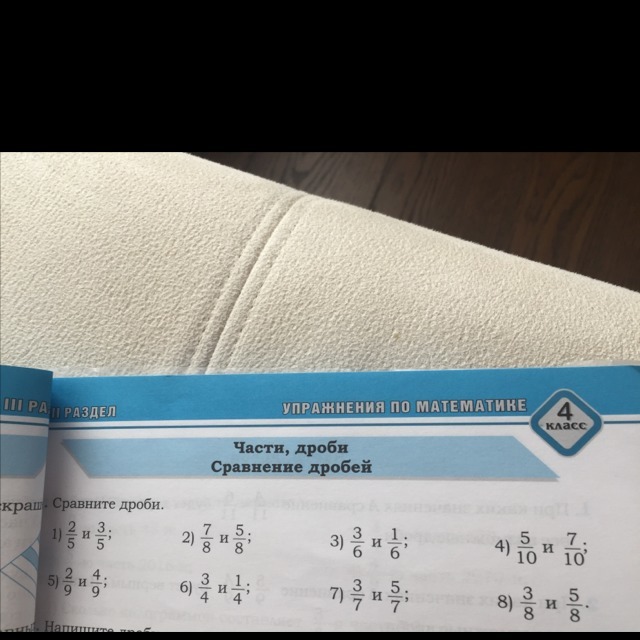 III РА
II РАЗДЕЛ
УПРАЖНЕНИЯ ПО МАТЕМАТИКЕ
4
КЛАСС
Части, дроби
Сравнение дробей
Сравните дроби.
1) 2/5 и 3/5; 2) 7/8 и 5/8; 3) 3/6 и 1/6; 4) 5/10 и 7/10;
5) 2/9 и 4/9; 6) 3/4 и 1/4; 7) 3/7 и 5/7; 8) 3/8 и 5/8.
Напишите